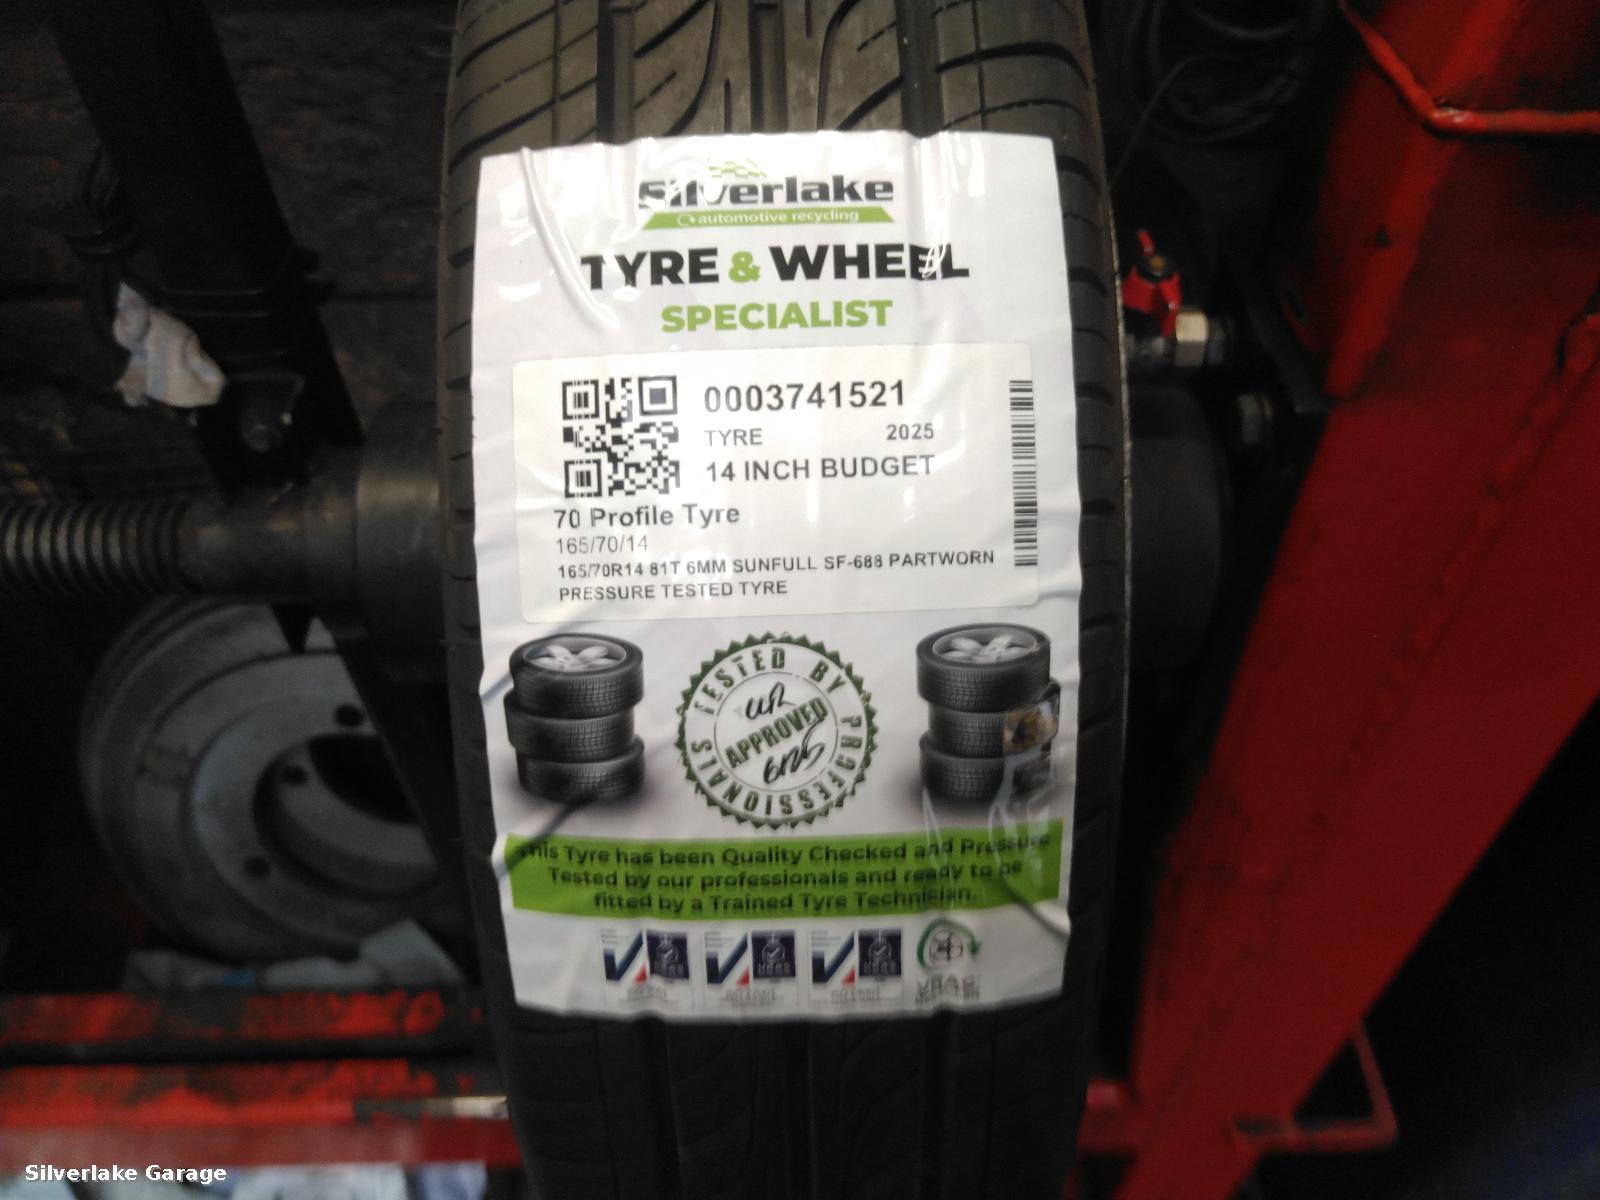 Silverlake
automotive recycling
TYRE & WHEEL
SPECIALIST
0003741521
TYRE 2025
14 INCH BUDGET
70 Profile Tyre
165/70/14
165/70R14 81T 6MM SUNFULL SF-688 PARTWORN
PRESSURE TESTED TYRE
TESTED BY PROFESSIONALS
APPROVED
This Tyre has been Quality Checked and Pressure
Tested by our professionals and ready to be
fitted by a Trained Tyre Technician.
Silverlake Garage